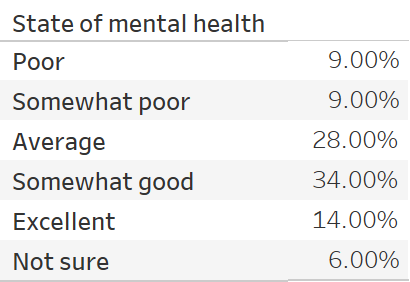 State of mental health
Poor 9.00%
Somewhat poor 9.00%
Average 28.00%
Somewhat good 34.00%
Excellent 14.00%
Not sure 6.00%